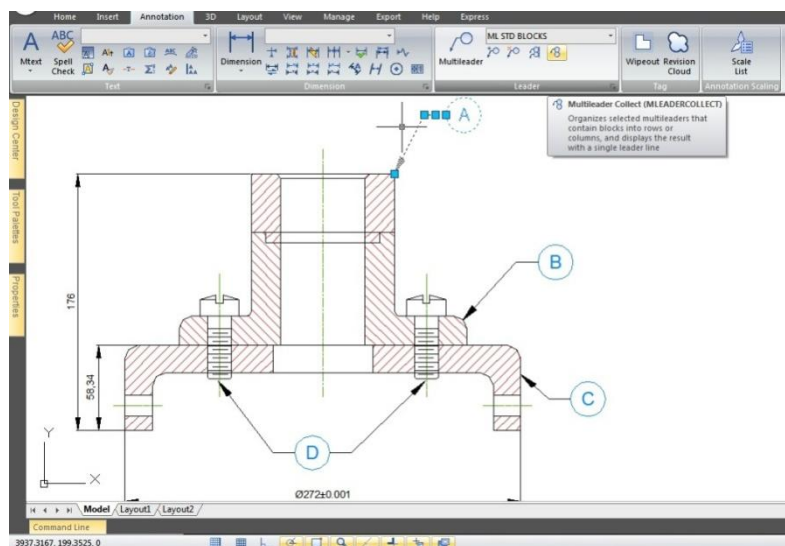 Home Insert Annotation 3D Layout View Manage Export Help Express
Mtext
ABC
Spell Check
Text
Dimension
Dimension
Multileader
ML STD BLOCKS
Leader
Wipeout
Revision Cloud
Tag
Scale List
Annotation Scaling
Multileader Collect (MLEADERCOLLECT)
Organizes selected multileaders that
contain blocks into rows or
columns, and displays the result
with a single leader line
Design Center
Tool Palettes
Properties
A
B
C
D
176
58,34
Ø272±0.001
Y
X
Model Layout1 Layout2
Command Line
3937.3167, 199.3525, 0